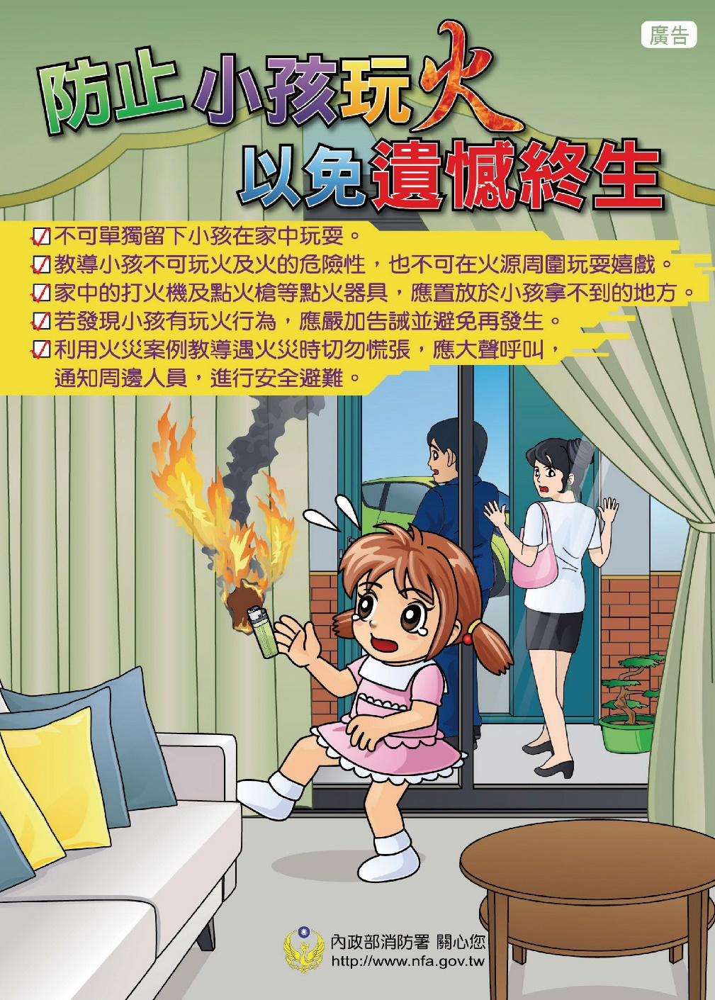 廣告
防止小孩玩火
以免遺憾終生
不可單獨留下小孩在家中玩耍。
教導小孩不可玩火及火的危險性，也不可在火源周圍玩耍嬉戲。
家中的打火機及點火槍等點火器具，應置放於小孩拿不到的地方。
若發現小孩有玩火行為，應嚴加告誡並避免再發生。
利用火災案例教導遇火災時切勿慌張，應大聲呼叫，
通知周邊人員，進行安全避難。
內政部消防署 關心您
http://www.nfa.gov.tw